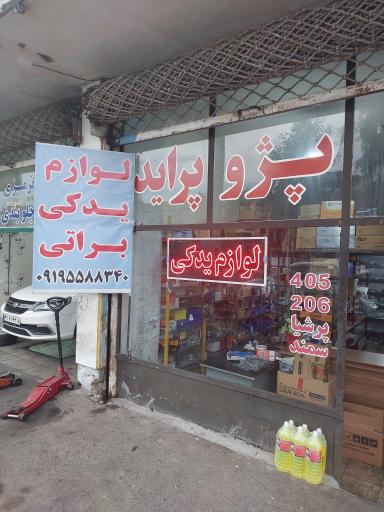 پژو پراید
لوازم
یدکی
براتی
۰۹۱۹۵۵۸۸۳۴۰
لوازم یدکی
405
206
پرشیا
سمند